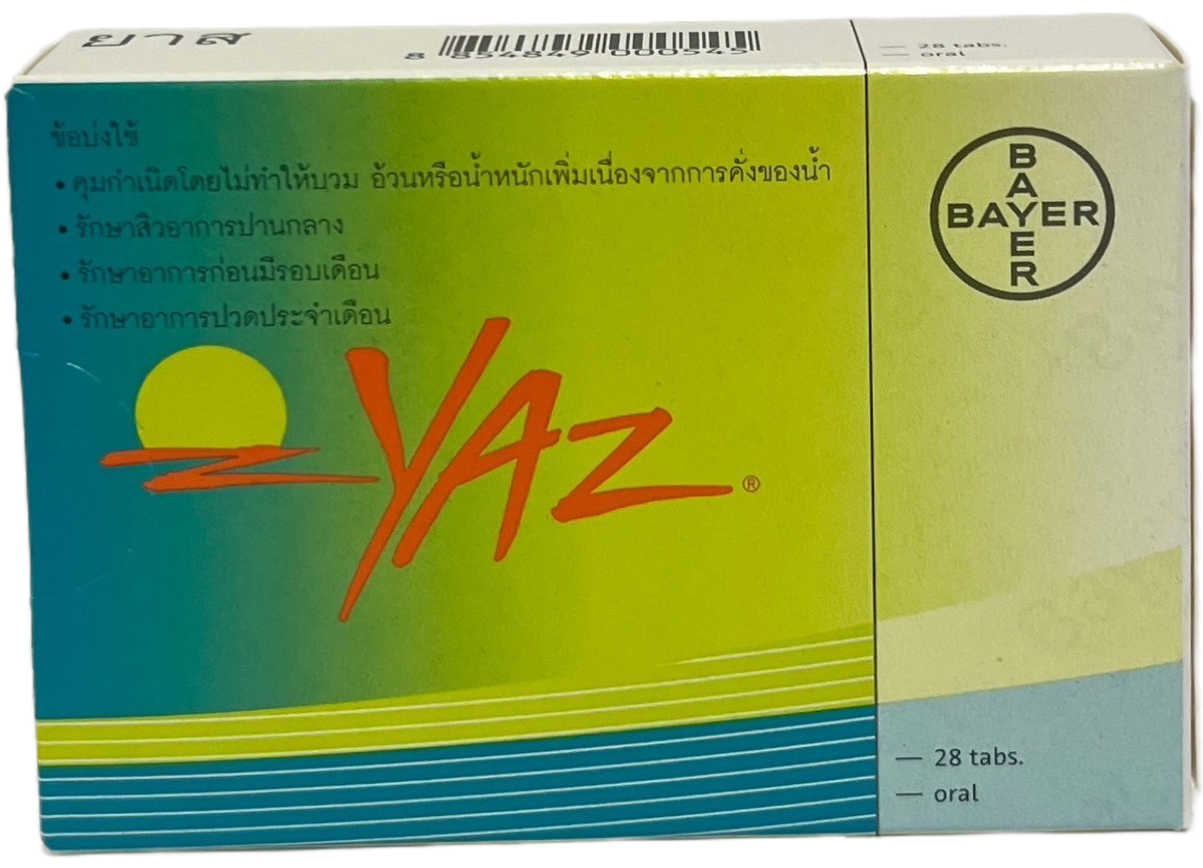 ยาส
8 854849 000545
28 tabs.
oral
ข้อบ่งใช้
• คุมกำเนิดโดยไม่ทำให้บวม อ้วนหรือน้ำหนักเพิ่มเนื่องจากการคั่งของน้ำ
• รักษาสิวอาการปานกลาง
• รักษาอาการก่อนมีรอบเดือน
• รักษาอาการปวดประจำเดือน
YAZ®
BAYER
BAYER
— 28 tabs.
— oral